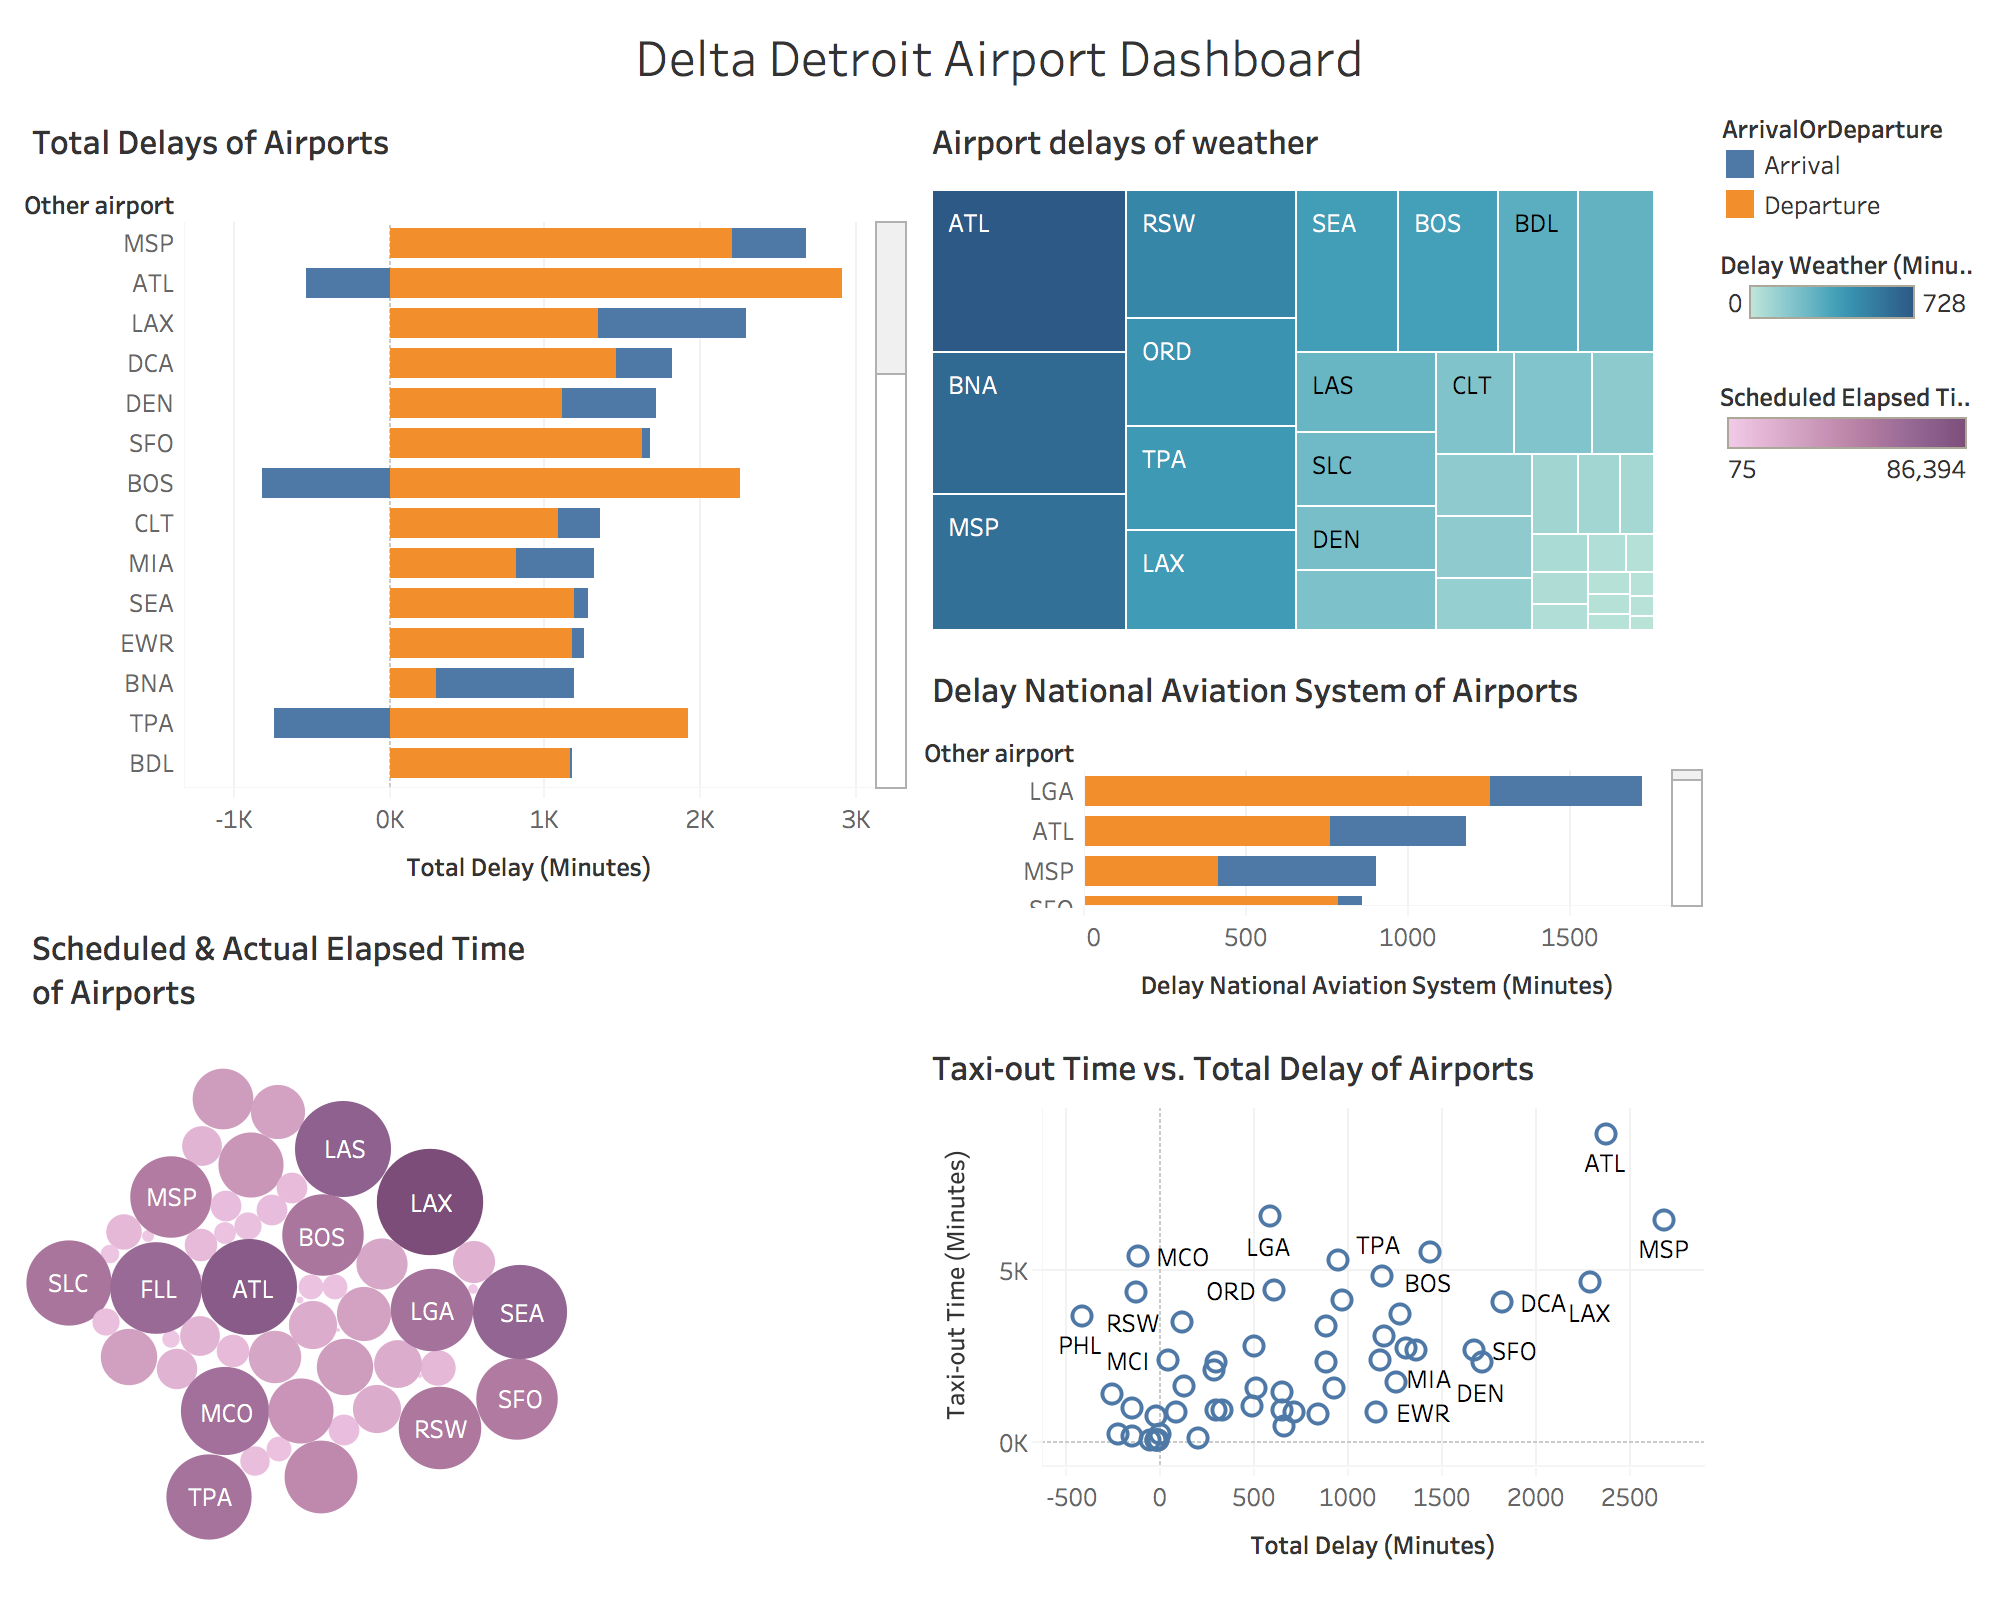 Delta Detroit Airport Dashboard
Total Delays of Airports
Other airport
MSP
ATL
LAX
DCA
DEN
SFO
BOS
CLT
MIA
SEA
EWR
BNA
TPA
BDL
-1K 0K 1K 2K 3K
Total Delay (Minutes)
Airport delays of weather
ATL
BNA
MSP
RSW
ORD
TPA
LAX
SEA
BOS
BDL
LAS
CLT
SLC
DEN
ArrivalOrDeparture
Arrival
Departure
Delay Weather (Minu..
0 728
Scheduled Elapsed Ti..
75 86,394
Delay National Aviation System of Airports
Other airport
LGA
ATL
MSP
SFO
0 500 1000 1500
Delay National Aviation System (Minutes)
Scheduled & Actual Elapsed Time
of Airports
LAS
MSP
LAX
BOS
SLC
FLL
ATL
LGA
SEA
MCO
SFO
RSW
TPA
Taxi-out Time vs. Total Delay of Airports
Taxi-out Time (Minutes)
5K
0K
ATL
MSP
LGA
TPA
MCO
BOS
ORD
DCA
LAX
RSW
PHL
MCI
SFO
MIA
DEN
EWR
-500 0 500 1000 1500 2000 2500
Total Delay (Minutes)